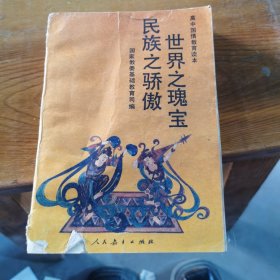 高中国情教育读本
世界之瑰宝
民族之骄傲
国家教委基础教育司编
人民教育出版社